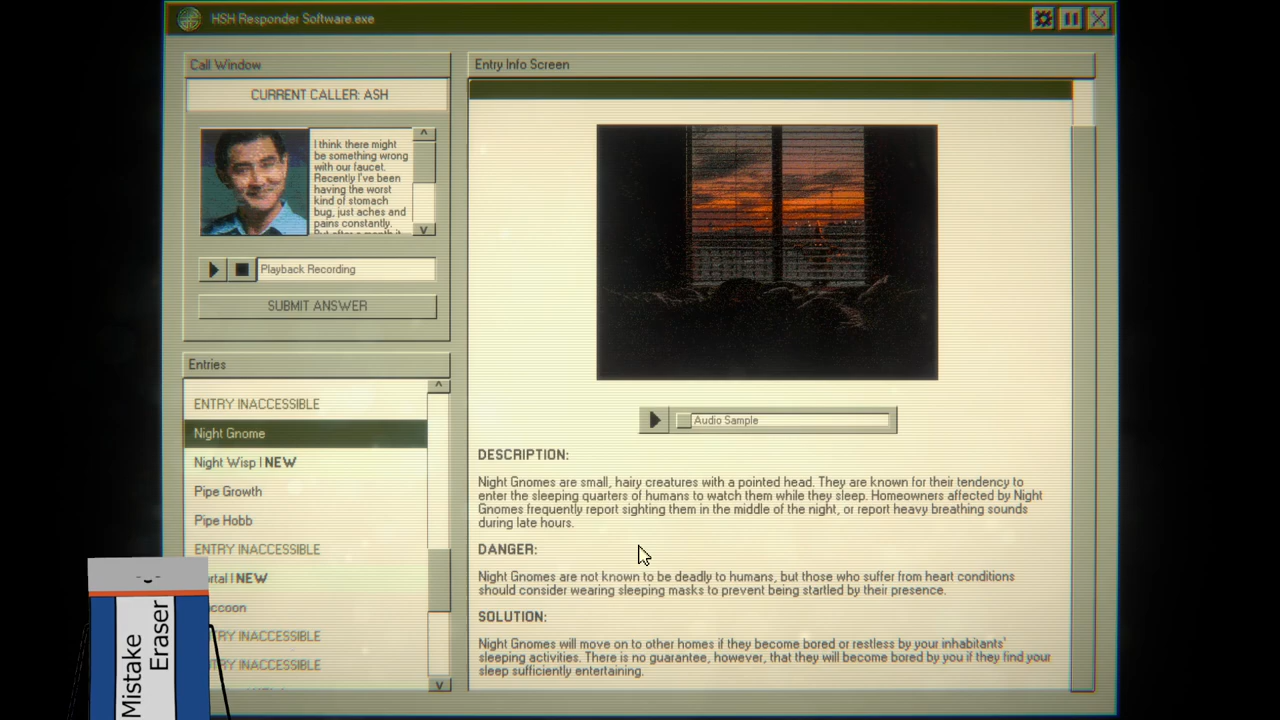 HSH Responder Software.exe
Call Window
CURRENT CALLER: ASH
I think there might
be something wrong
with our faucet.
Recently I've been
having the worst
kind of stomach
bug, just aches and
pains constantly.
But after a month it
Playback Recording
SUBMIT ANSWER
Entries
ENTRY INACCESSIBLE
Night Gnome
Night Wisp | NEW
Pipe Growth
Pipe Hobb
ENTRY INACCESSIBLE
ortal | NEW
ccoon
ENTRY INACCESSIBLE
ENTRY INACCESSIBLE
Entry Info Screen
Audio Sample
DESCRIPTION:
Night Gnomes are small, hairy creatures with a pointed head. They are known for their tendency to
enter the sleeping quarters of humans to watch them while they sleep. Homeowners affected by Night
Gnomes frequently report sighting them in the middle of the night, or report heavy breathing sounds
during late hours.
DANGER:
Night Gnomes are not known to be deadly to humans, but those who suffer from heart conditions
should consider wearing sleeping masks to prevent being startled by their presence.
SOLUTION:
Night Gnomes will move on to other homes if they become bored or restless by your inhabitants'
sleeping activities. There is no guarantee, however, that they will become bored by you if they find your
sleep sufficiently entertaining.
Mistake
Eraser